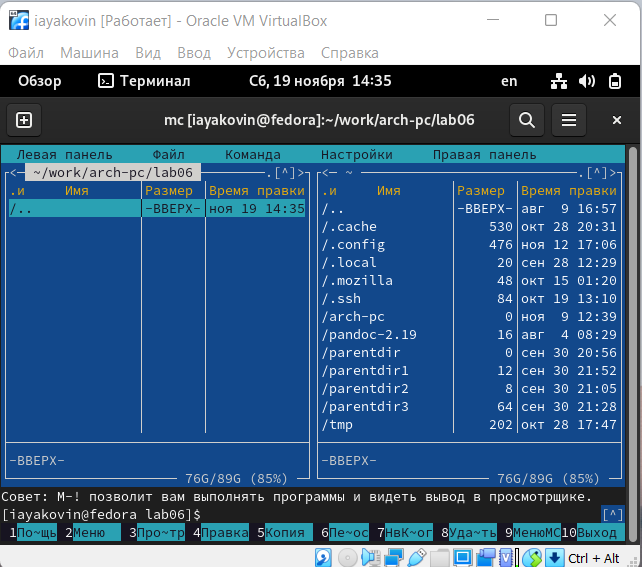 iayakovin [Работает] - Oracle VM VirtualBox
Файл Машина Вид Ввод Устройства Справка
Обзор Терминал Сб, 19 ноября 14:35 en
mc [iayakovin@fedora]:~/work/arch-pc/lab06
Левая панель Файл Команда Настройки Правая панель
<─ ~/work/arch-pc/lab06 .[^]> <─ ~ .[^]>
.и Имя Размер Время правки .и Имя Размер Время правки
/.. -ВВЕРХ- ноя 19 14:35 /.. -ВВЕРХ- авг 9 16:57
/.cache 530 окт 28 20:31
/.config 476 ноя 12 17:06
/.local 20 сен 28 12:29
/.mozilla 48 окт 15 01:20
/.ssh 84 окт 19 13:10
/arch-pc 0 ноя 9 12:39
/pandoc-2.19 16 авг 4 08:29
/parentdir 0 сен 30 20:56
/parentdir1 12 сен 30 21:52
/parentdir2 8 сен 30 21:05
/parentdir3 64 сен 30 21:28
/tmp 202 окт 28 17:47
-ВВЕРХ- -ВВЕРХ-
76G/89G (85%) 76G/89G (85%)
Совет: M-! позволит вам выполнять программы и видеть вывод в просмотрщике.
[iayakovin@fedora lab06]$ [^]
1По~щь 2Меню 3Про~тр 4Правка 5Копия 6Пе~ос 7НвК~ог 8Уда~ть 9МенюMC 10Выход
Ctrl + Alt